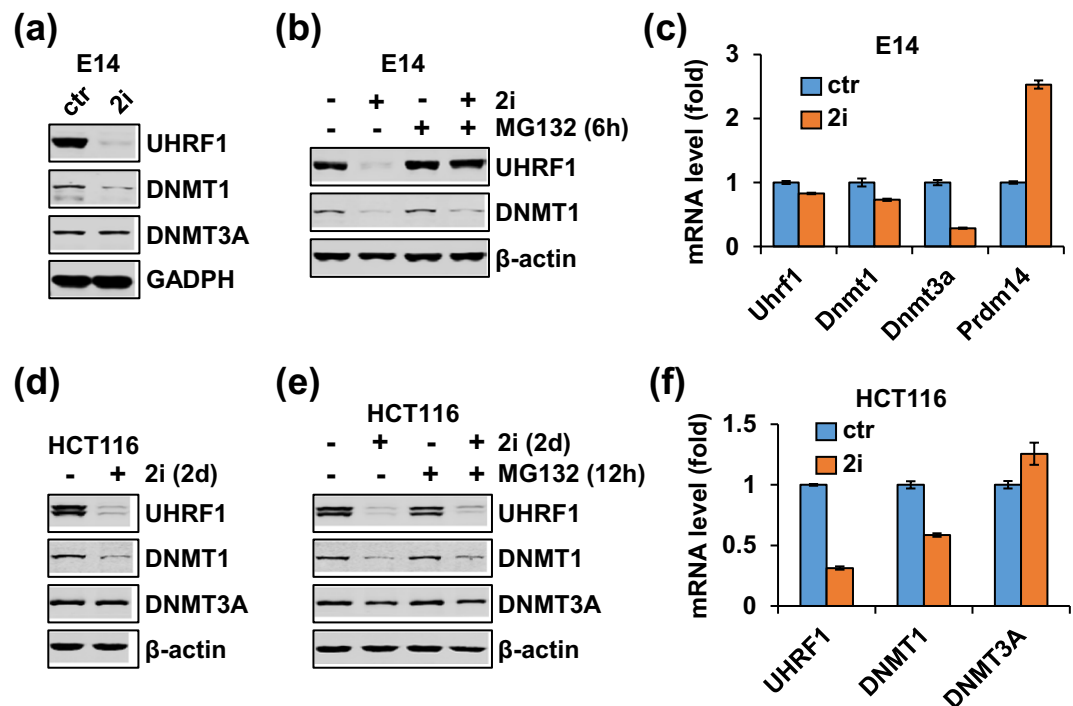 (a)
E14
ctr 2i
UHRF1
DNMT1
DNMT3A
GADPH
(b)
E14
- + - + 2i
- - + + MG132 (6h)
UHRF1
DNMT1
β-actin
(c)
E14
mRNA level (fold)
3
2
1
0
ctr
2i
Uhrf1 Dnmt1 Dnmt3a Prdm14
(d)
HCT116
- + 2i (2d)
UHRF1
DNMT1
DNMT3A
β-actin
(e)
HCT116
- + - + 2i (2d)
- - + + MG132 (12h)
UHRF1
DNMT1
DNMT3A
β-actin
(f)
HCT116
mRNA level (fold)
1.5
1
0.5
0
ctr
2i
UHRF1 DNMT1 DNMT3A